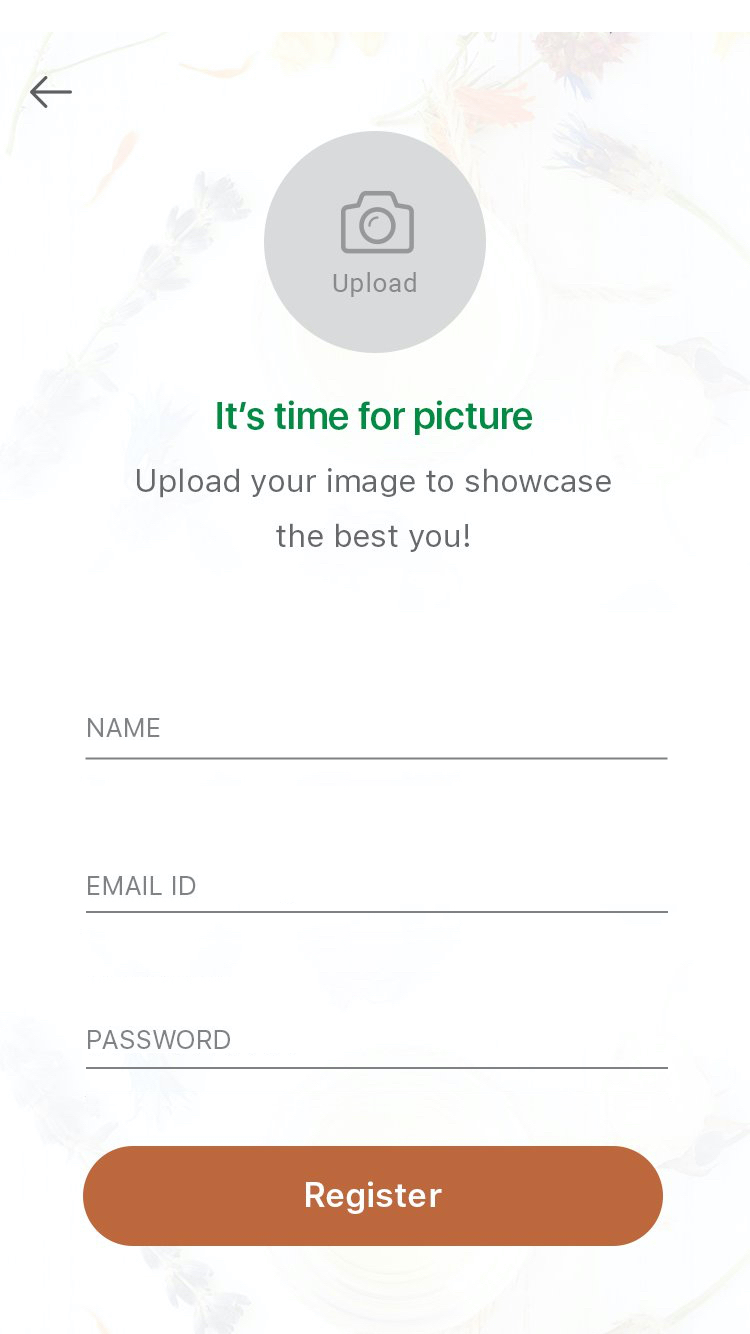 Upload
It’s time for picture
Upload your image to showcase
the best you!
NAME
EMAIL ID
PASSWORD
Register